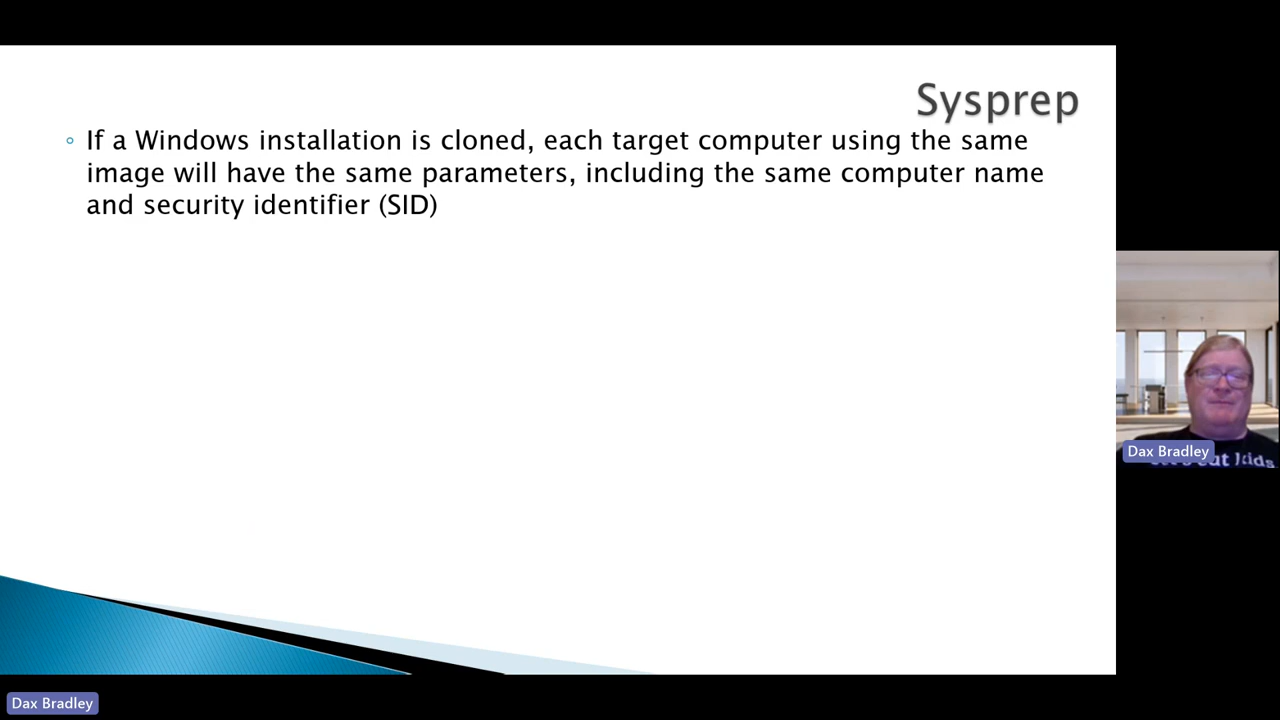 Sysprep
If a Windows installation is cloned, each target computer using the same
image will have the same parameters, including the same computer name
and security identifier (SID)
Dax Bradley
kids
Dax Bradley